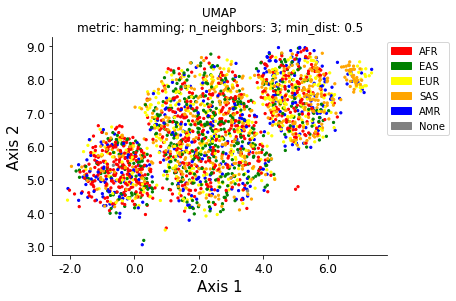 UMAP
metric: hamming; n_neighbors: 3; min_dist: 0.5
9.0
8.0
7.0
6.0
5.0
4.0
3.0
Axis 2
-2.0 0.0 2.0 4.0 6.0
Axis 1
AFR
EAS
EUR
SAS
AMR
None